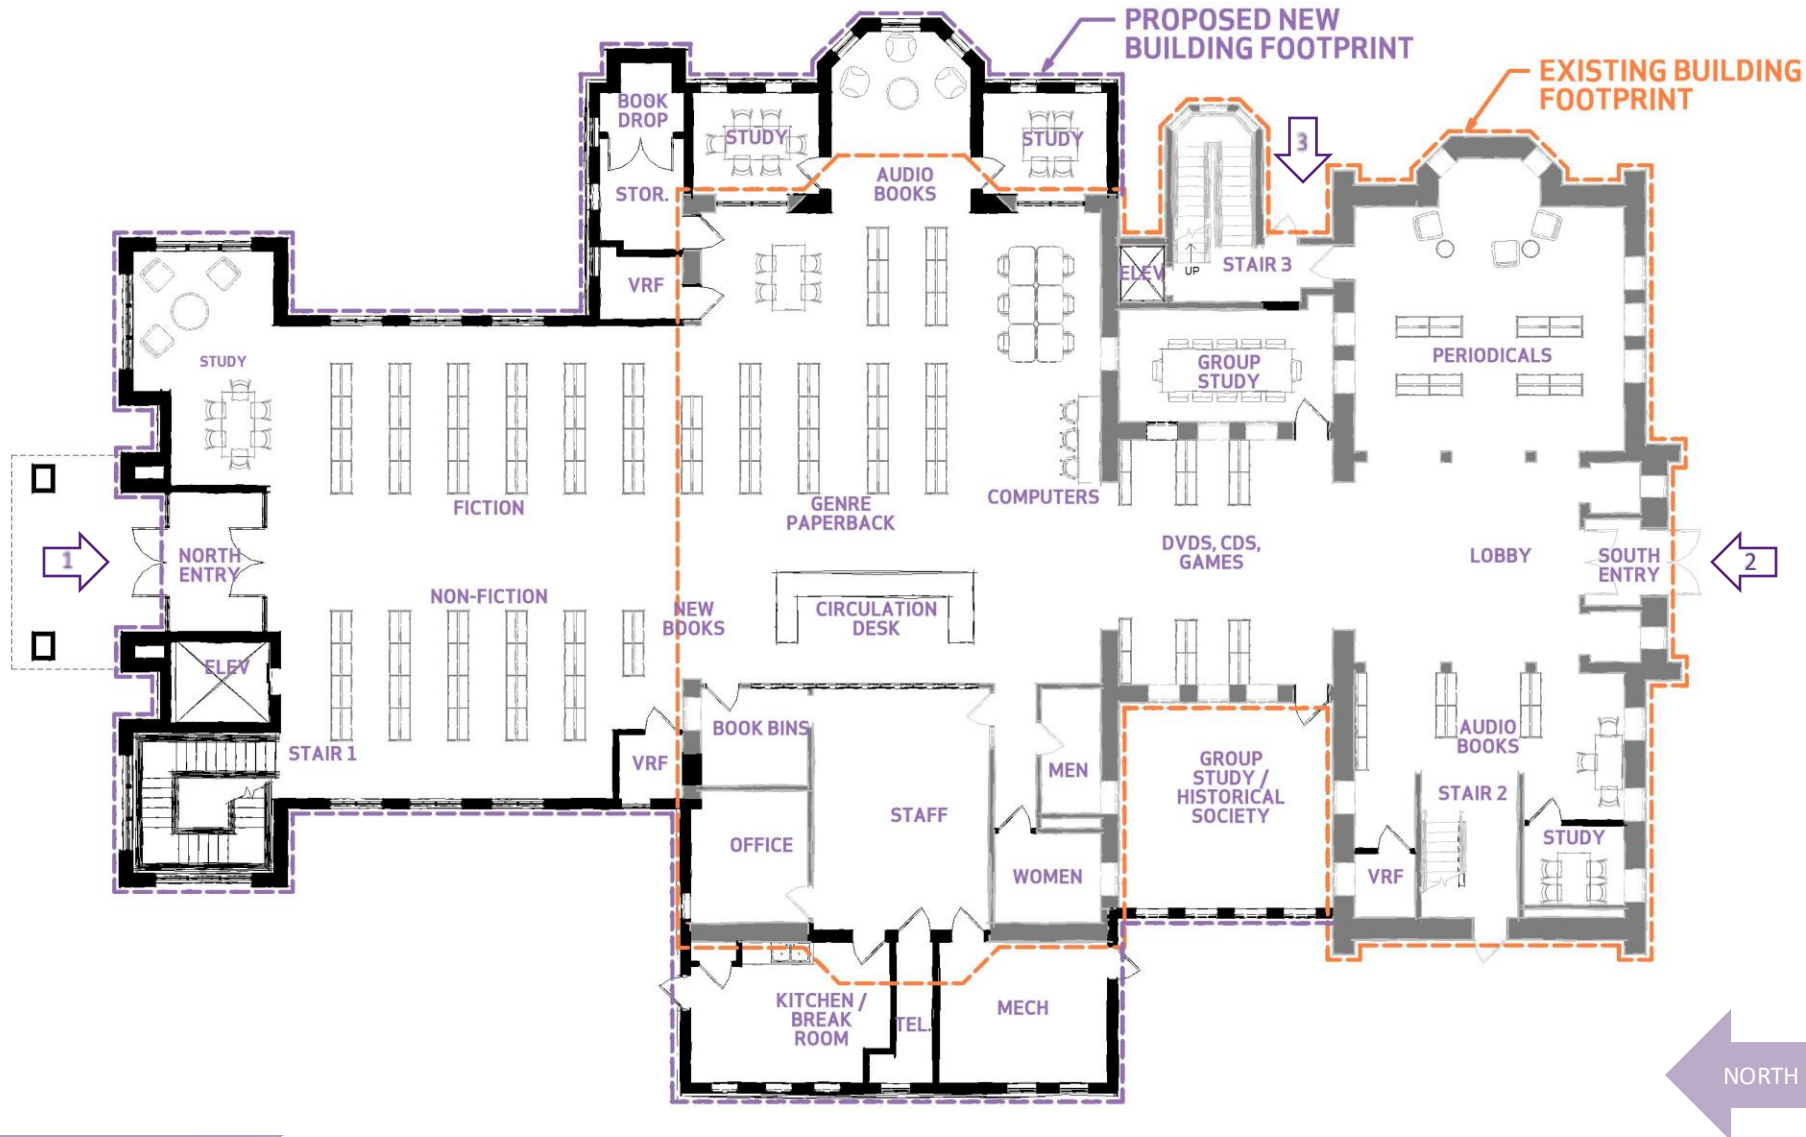 PROPOSED NEW
BUILDING FOOTPRINT
EXISTING BUILDING
FOOTPRINT
BOOK
DROP
STUDY
STUDY
3
AUDIO
BOOKS
STOR.
ELEV
UP
STAIR 3
VRF
STUDY
GROUP
STUDY
PERIODICALS
FICTION
GENRE
PAPERBACK
COMPUTERS
1
NORTH
ENTRY
DVDS, CDS,
GAMES
LOBBY
SOUTH
ENTRY
2
NON-FICTION
NEW
BOOKS
CIRCULATION
DESK
ELEV
STAIR 1
BOOK BINS
VRF
MEN
GROUP
STUDY /
HISTORICAL
SOCIETY
AUDIO
BOOKS
STAIR 2
STAFF
OFFICE
WOMEN
STUDY
VRF
KITCHEN /
BREAK
ROOM
TEL.
MECH
NORTH